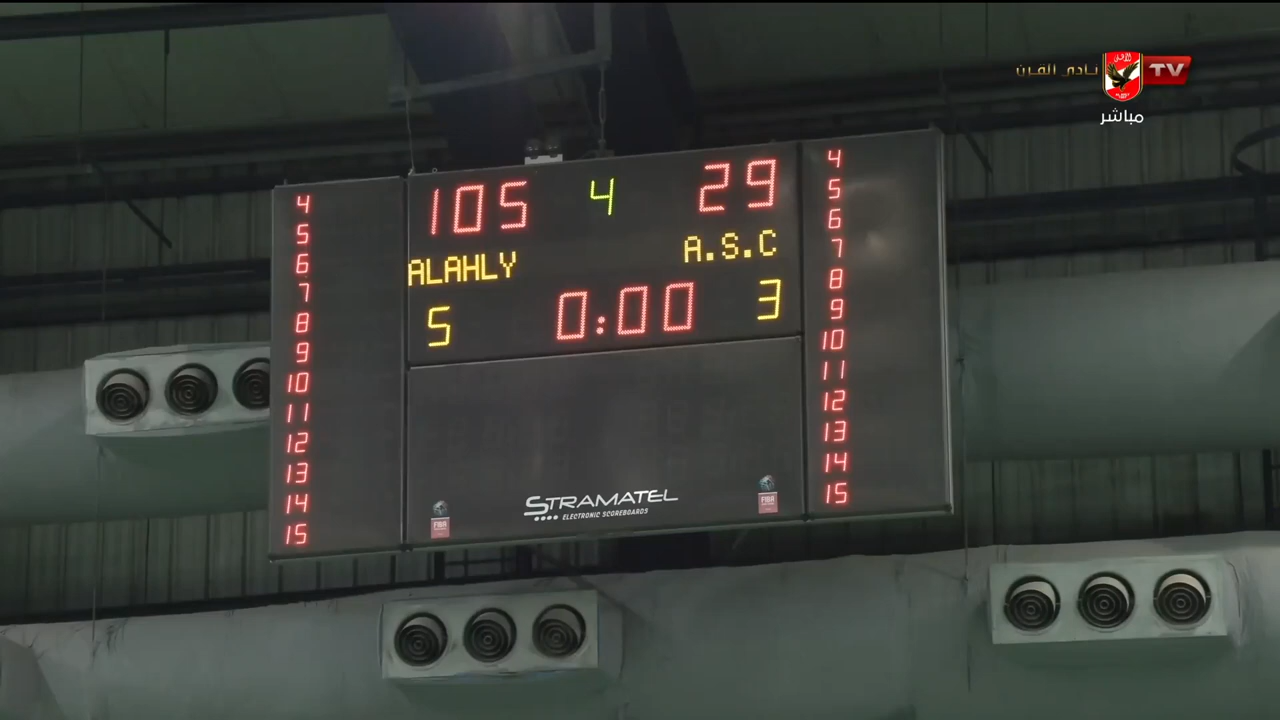 نادي القرن TV
مباشر
105 4 29
ALAHLY A.S.C
5 0:00 3
4 4
5 5
6 6
7 7
8 8
9 9
10 10
11 11
12 12
13 13
14 14
15 15
STRAMATEL
ELECTRONIC SCOREBOARDS
FIBA FIBA